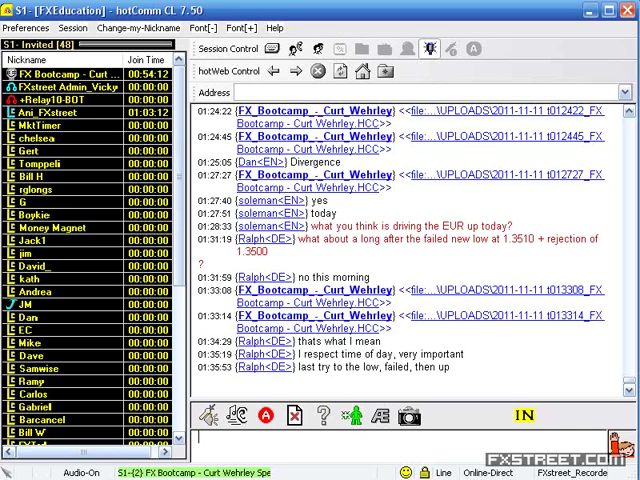 S1- [FXEducation] - hotComm CL 7.50
Preferences Session Change-my-Nickname Font[-] Font[+] Help
S1- Invited [48]
Session Control
Nickname Join Time
FX Bootcamp - Curt ... 00:54:12
hotWeb Control
FXstreet Admin_Vicky 00:00:00
Address
+Relay10-BOT 00:00:00
Ani_FXstreet 01:03:12
MktTimer 00:00:00
chelsea 00:00:00
Gert 00:00:00
Tomppeli 00:00:00
Bill H 00:00:00
rglongs 00:00:00
G 00:00:00
Boykie 00:00:00
Money Magnet 00:00:00
Jack1 00:00:00
jim 00:00:00
David_ 00:00:00
kath 00:00:00
Andrea 00:00:00
JM 00:00:00
Dan 00:00:00
EC 00:00:00
Mike 00:00:00
Dave 00:00:00
Samwise 00:00:00
Ramy 00:00:00
Carlos 00:00:00
Gabriel 00:00:00
Barcancel 00:00:00
Bill W 00:00:00
01:24:22 {FX_Bootcamp_-_Curt_Wehrley} <<file:...\UPLOADS\2011-11-11 t012422_FX
Bootcamp - Curt Wehrley.HCC>>
01:24:45 {FX_Bootcamp_-_Curt_Wehrley} <<file:...\UPLOADS\2011-11-11 t012445_FX
Bootcamp - Curt Wehrley.HCC>>
01:25:05 {Dan<EN>} Divergence
01:27:27 {FX_Bootcamp_-_Curt_Wehrley} <<file:...\UPLOADS\2011-11-11 t012727_FX
Bootcamp - Curt Wehrley.HCC>>
01:27:40 {soleman<EN>} yes
01:27:51 {soleman<EN>} today
01:28:33 {soleman<EN>} what you think is driving the EUR up today?
01:31:19 {Ralph<DE>} what about a long after the failed new low at 1.3510 + rejection of
1.3500
?
01:31:59 {Ralph<DE>} no this morning
01:33:08 {FX_Bootcamp_-_Curt_Wehrley} <<file:...\UPLOADS\2011-11-11 t013308_FX
Bootcamp - Curt Wehrley.HCC>>
01:33:14 {FX_Bootcamp_-_Curt_Wehrley} <<file:...\UPLOADS\2011-11-11 t013314_FX
Bootcamp - Curt Wehrley.HCC>>
01:34:29 {Ralph<DE>} thats what I mean
01:35:19 {Ralph<DE>} I respect time of day, very important
01:35:53 {Ralph<DE>} last try to the low, failed, then up
IN
FXSTREET.COM
Audio-On S1-{2} FX Bootcamp - Curt Wehrley Spe Line Online-Direct FXstreet_Recorde